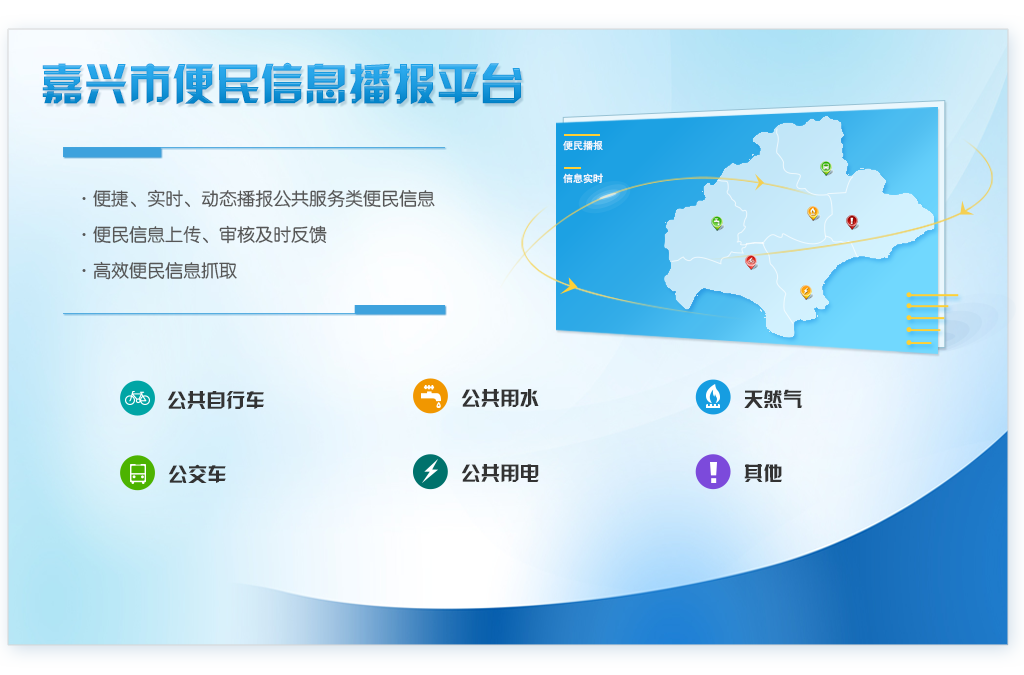 嘉兴市便民信息播报平台
便民播报
信息实时
· 便捷、实时、动态播报公共服务类便民信息
· 便民信息上传、审核及时反馈
· 高效便民信息抓取
公共自行车
公共用水
天然气
公交车
公共用电
其他